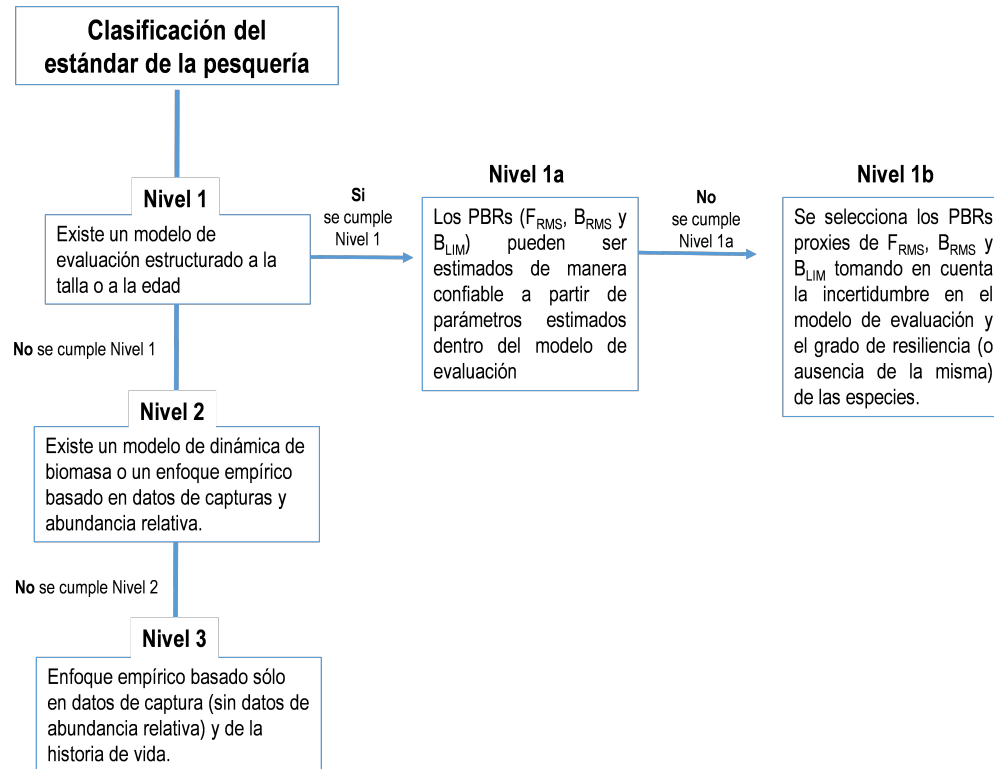 Clasificación del
estándar de la pesquería
Nivel 1
Existe un modelo de
evaluación estructurado a la
talla o a la edad
Si
se cumple
Nivel 1
Nivel 1a
Los PBRs (F_RMS, B_RMS y
B_LIM) pueden ser
estimados de manera
confiable a partir de
parámetros estimados
dentro del modelo de
evaluación
No
se cumple
Nivel 1a
Nivel 1b
Se selecciona los PBRs
proxies de F_RMS, B_RMS y
B_LIM tomando en cuenta
la incertidumbre en el
modelo de evaluación y
el grado de resiliencia (o
ausencia de la misma)
de las especies.
No se cumple Nivel 1
Nivel 2
Existe un modelo de dinámica de
biomasa o un enfoque empírico
basado en datos de capturas y
abundancia relativa.
No se cumple Nivel 2
Nivel 3
Enfoque empírico basado sólo
en datos de captura (sin datos de
abundancia relativa) y de la
historia de vida.